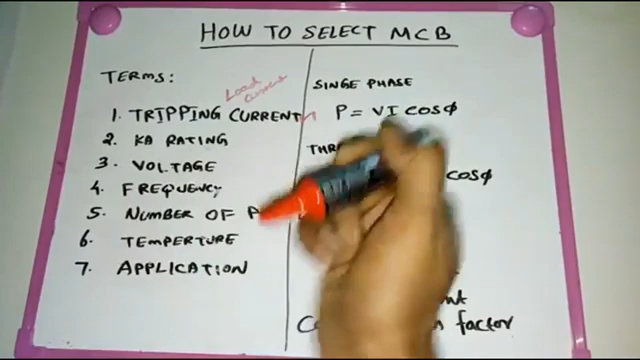 HOW TO SELECT MCB
TERMS:
Load current
1. TRIPPING CURRENT
2. KA RATING
3. VOLTAGE
4. FREQUENCY
5. NUMBER OF P
6. TEMPERTURE
7. APPLICATION
SINGE PHASE
P = VI COSφ
THR
COSφ
factor